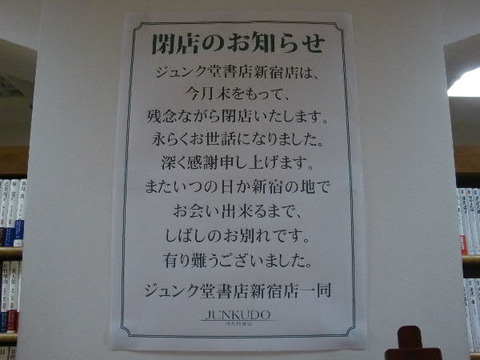 閉店のお知らせ
ジュンク堂書店新宿店は、
今月末をもって、
残念ながら閉店いたします。
永らくお世話になりました。
深く感謝申し上げます。
またいつの日か新宿の地で
お会い出来るまで、
しばしのお別れです。
有り難うございました。
ジュンク堂書店新宿店一同
JUNKUDO